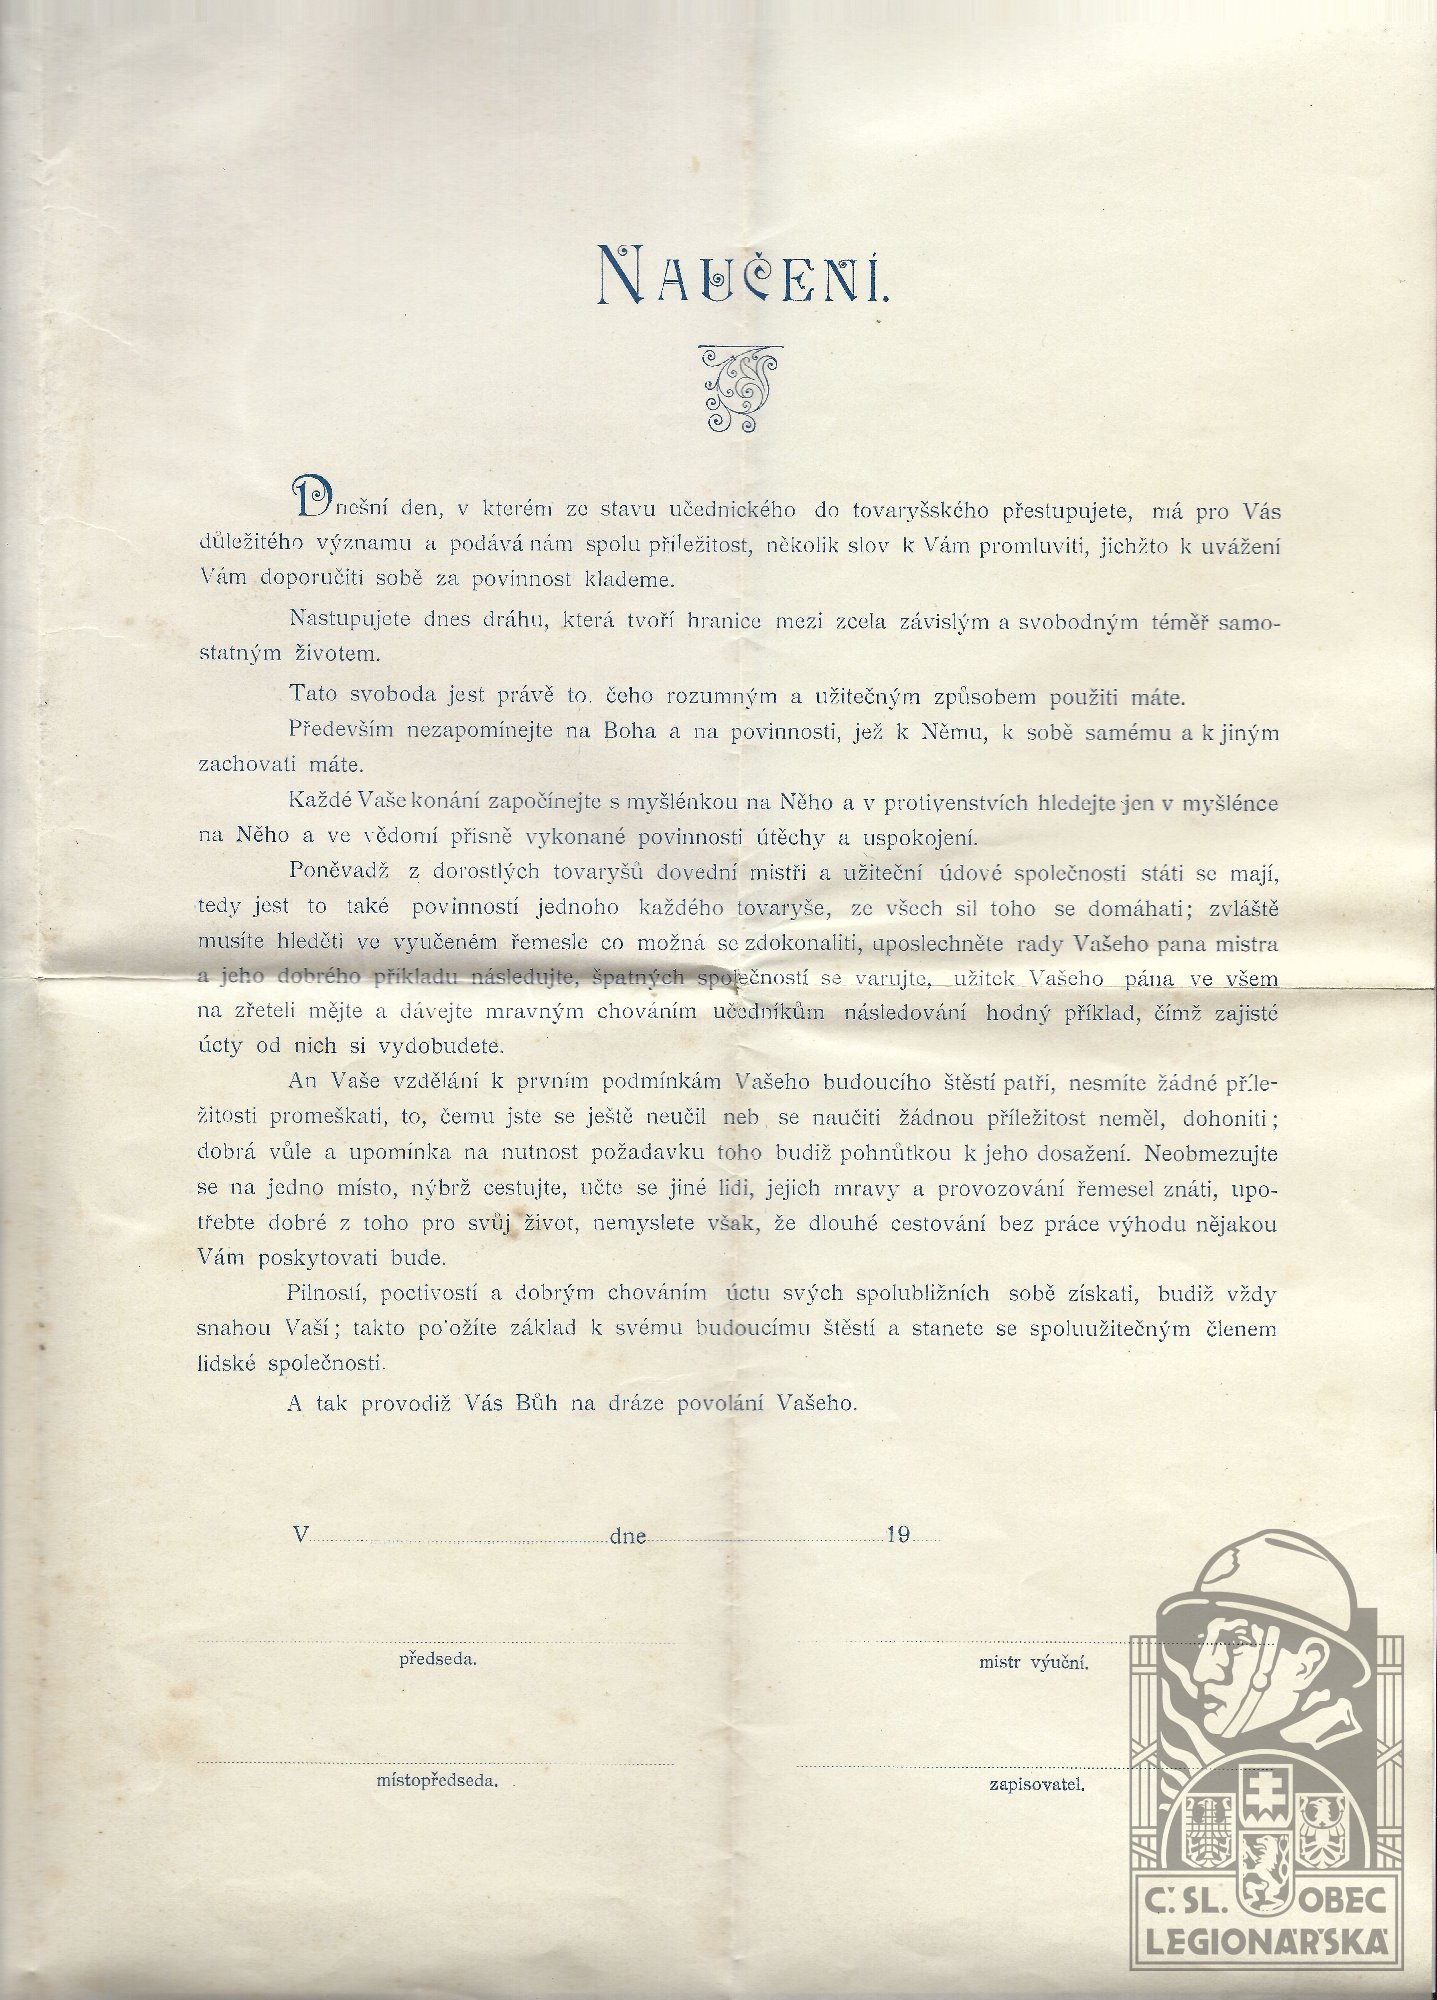 NAUČENÍ.
Dnešní den, v kterém ze stavu učednického do tovaryšského přestupujete, má pro Vás
důležitého významu a podává nám spolu příležitost, několik slov k Vám promluviti, jichžto k uvážení
Vám doporučiti sobě za povinnost klademe.
Nastupujete dnes dráhu, která tvoří hranice mezi zcela závislým a svobodným téměř samo-
statným životem.
Tato svoboda jest právě to. čeho rozumným a užitečným způsobem použiti máte.
Především nezapomínejte na Boha a na povinnosti, jež k Němu, k sobě samému a k jiným
zachovati máte.
Každé Vaše konání započínejte s myšlénkou na Něho a v protivenstvích hledejte jen v myšlénce
na Něho a ve vědomí přísně vykonané povinnosti útěchy a uspokojení.
Poněvadž z dorostlých tovaryšů dovední mistři a užiteční údové společnosti státi se mají,
tedy jest to také povinností jednoho každého tovaryše, ze všech sil toho se domáhati; zvláště
musíte hleděti ve vyučeném řemesle co možná se zdokonaliti, uposlechněte rady Vašeho pana mistra
a jeho dobrého příkladu následujte, špatných společností se varujte, užitek Vašeho pána ve všem
na zřeteli mějte a dávejte mravným chováním učedníkům následování hodný příklad, čímž zajisté
úcty od nich si vydobudete.
An Vaše vzdělání k prvním podmínkám Vašeho budoucího štěstí patří, nesmíte žádné příle-
žitosti promeškati, to, čemu jste se ještě neučil neb se naučiti žádnou příležitost neměl, dohoniti;
dobrá vůle a upomínka na nutnost požadavku toho budiž pohnůtkou k jeho dosažení. Neobmezujte
se na jedno místo, nýbrž cestujte, učte se jiné lidi, jejich mravy a provozování řemesel znáti, upo-
třebte dobré z toho pro svůj život, nemyslete však, že dlouhé cestování bez práce výhodu nějakou
Vám poskytovati bude.
Pilností, poctivostí a dobrým chováním úctu svých spolubližních sobě získati, budiž vždy
snahou Vaší; takto položíte základ k svému budoucímu štěstí a stanete se spoluužitečným členem
lidské společnosti.
A tak provodiž Vás Bůh na dráze povolání Vašeho.
V dne 19
předseda. mistr výuční.
místopředseda. zapisovatel.
Č.SL. OBEC
LEGIONÁŘSKÁ